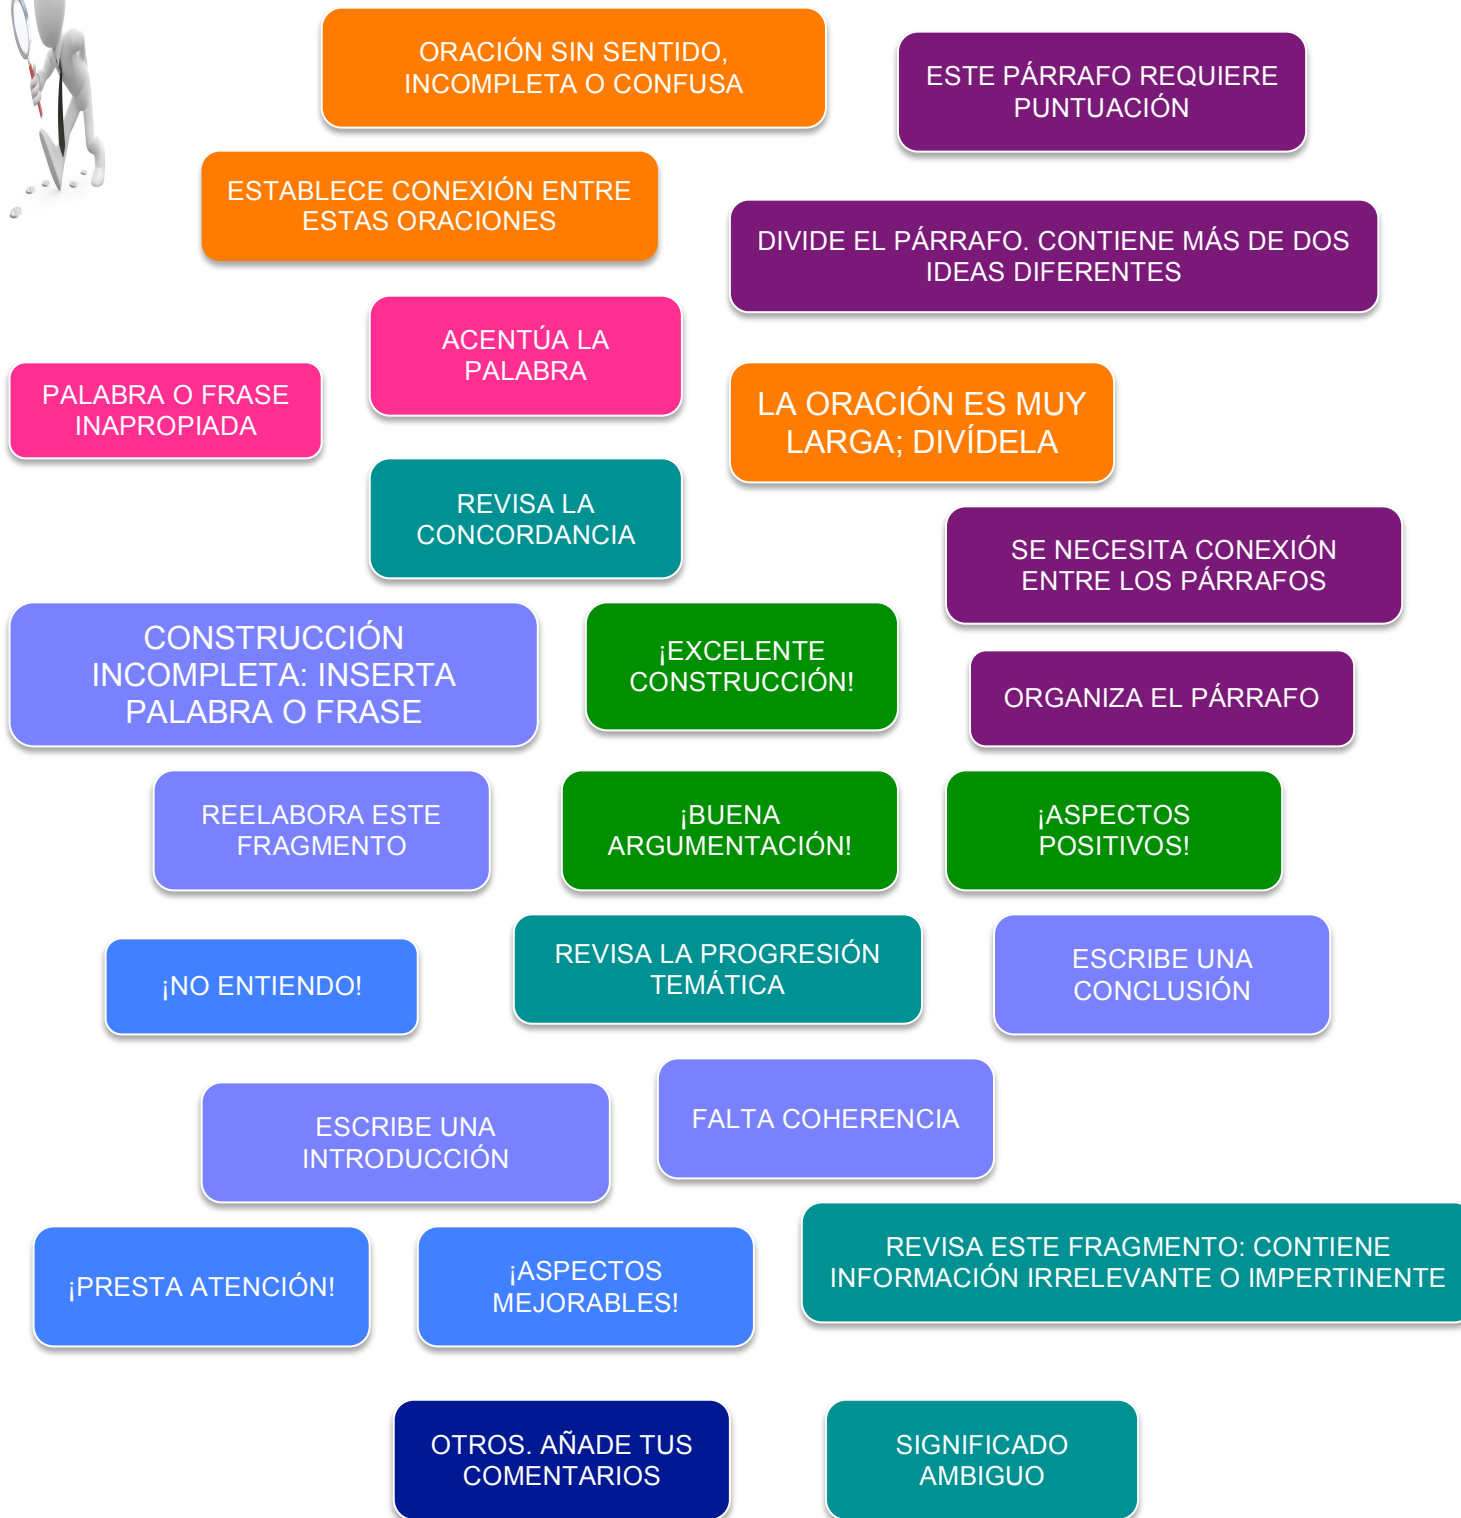 ORACIÓN SIN SENTIDO,
INCOMPLETA O CONFUSA
ESTE PÁRRAFO REQUIERE
PUNTUACIÓN
ESTABLECE CONEXIÓN ENTRE
ESTAS ORACIONES
DIVIDE EL PÁRRAFO. CONTIENE MÁS DE DOS
IDEAS DIFERENTES
ACENTÚA LA
PALABRA
PALABRA O FRASE
INAPROPIADA
LA ORACIÓN ES MUY
LARGA; DIVÍDELA
REVISA LA
CONCORDANCIA
SE NECESITA CONEXIÓN
ENTRE LOS PÁRRAFOS
CONSTRUCCIÓN
INCOMPLETA: INSERTA
PALABRA O FRASE
¡EXCELENTE
CONSTRUCCIÓN!
ORGANIZA EL PÁRRAFO
REELABORA ESTE
FRAGMENTO
¡BUENA
ARGUMENTACIÓN!
¡ASPECTOS
POSITIVOS!
¡NO ENTIENDO!
REVISA LA PROGRESIÓN
TEMÁTICA
ESCRIBE UNA
CONCLUSIÓN
ESCRIBE UNA
INTRODUCCIÓN
FALTA COHERENCIA
¡PRESTA ATENCIÓN!
¡ASPECTOS
MEJORABLES!
REVISA ESTE FRAGMENTO: CONTIENE
INFORMACIÓN IRRELEVANTE O IMPERTINENTE
OTROS. AÑADE TUS
COMENTARIOS
SIGNIFICADO
AMBIGUO